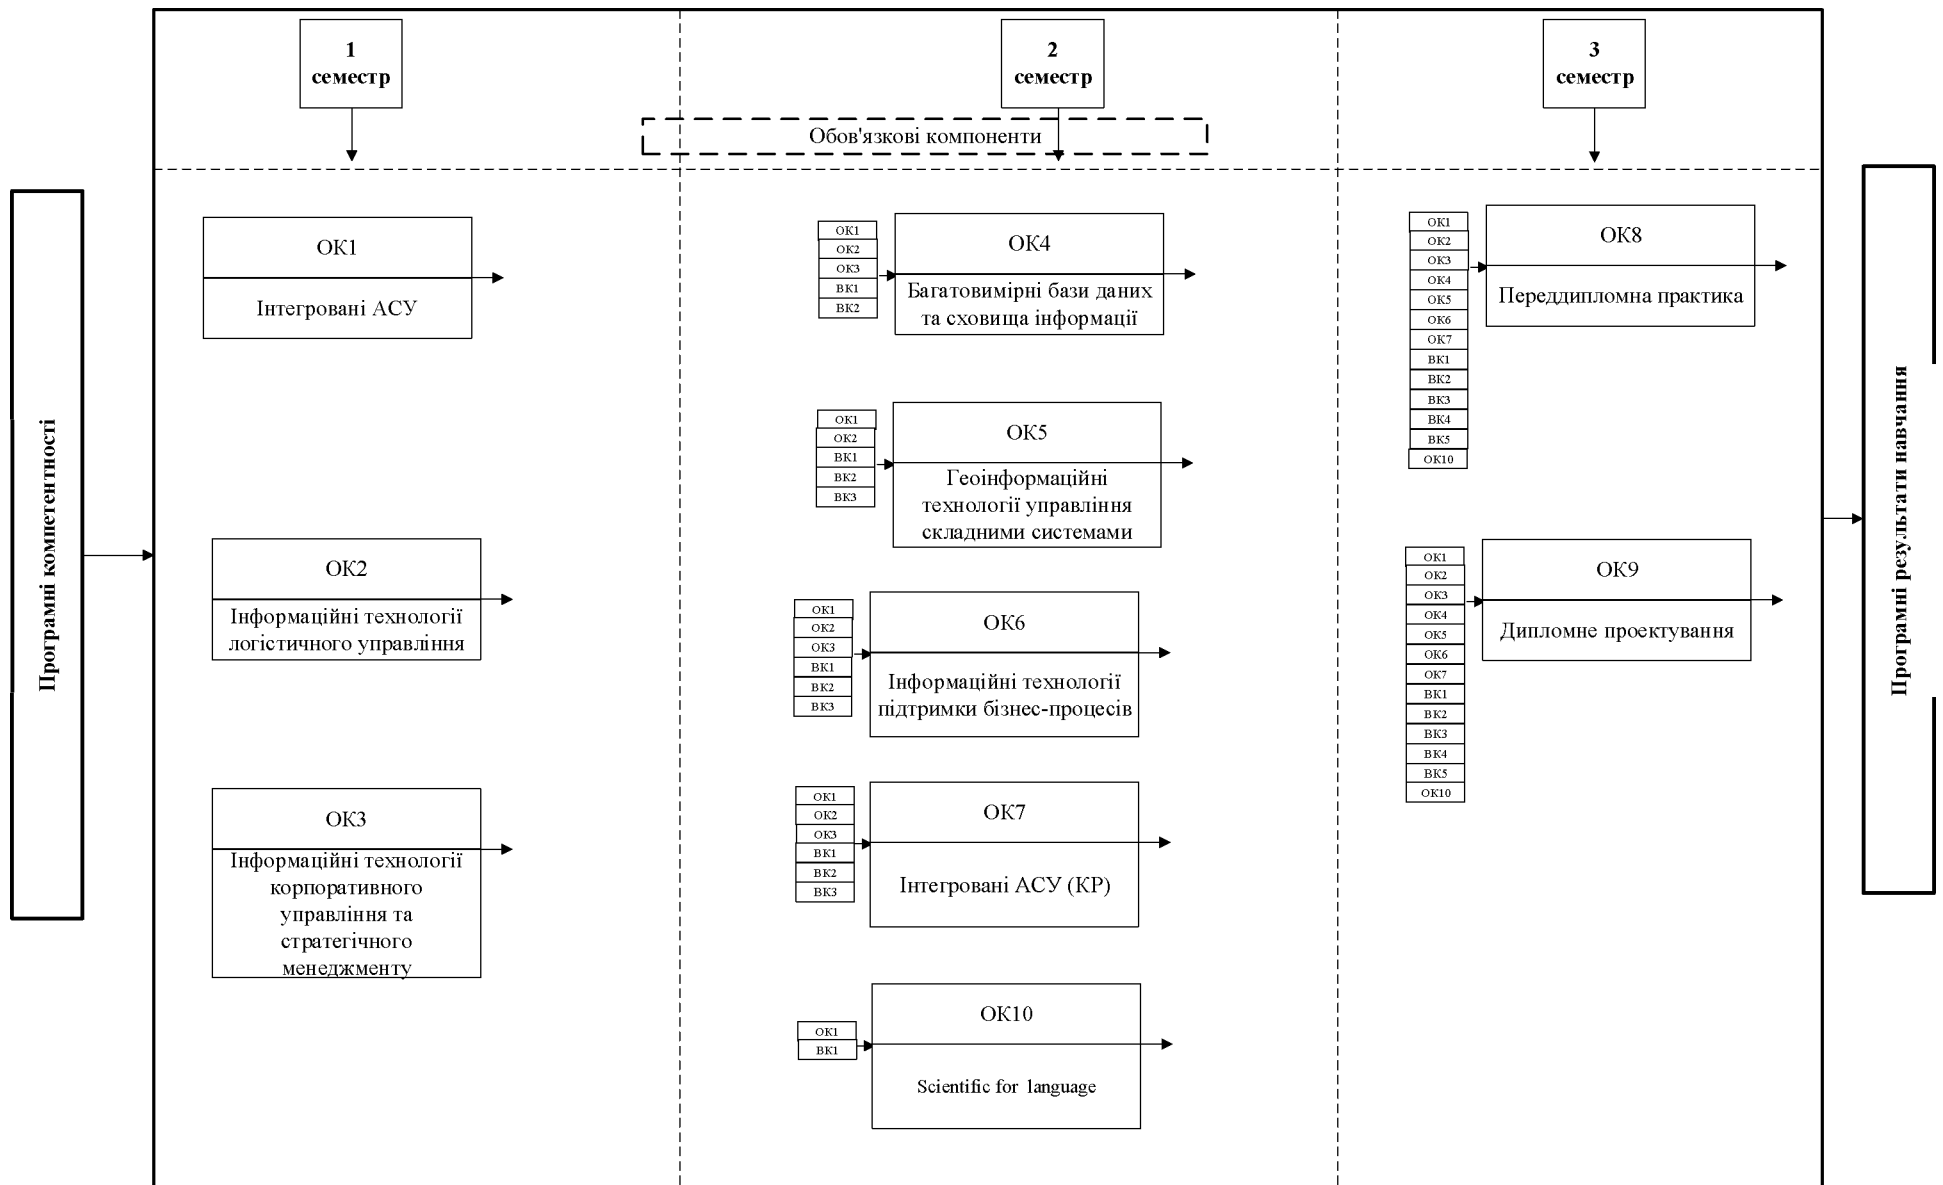 1
семестр
2
семестр
3
семестр
Обов'язкові компоненти
Програмні компетентності
ОК1
Інтегровані АСУ
ОК2
Інформаційні технології
логістичного управління
ОК3
Інформаційні технології
корпоративного
управління та
стратегічного
менеджменту
ОК1
ОК2
ОК3
ВК1
ВК2
ОК4
Багатовимірні бази даних
та сховища інформації
ОК1
ОК2
ВК1
ВК2
ВК3
ОК5
Геоінформаційні
технології управління
складними системами
ОК1
ОК2
ОК3
ВК1
ВК2
ВК3
ОК6
Інформаційні технології
підтримки бізнес-процесів
ОК1
ОК2
ОК3
ВК1
ВК2
ВК3
ОК7
Інтегровані АСУ (КР)
ОК1
ВК1
ОК10
Scientific for language
ОК1
ОК2
ОК3
ОК4
ОК5
ОК6
ОК7
ВК1
ВК2
ВК3
ВК4
ВК5
ОК10
ОК8
Переддипломна практика
ОК1
ОК2
ОК3
ОК4
ОК5
ОК6
ОК7
ВК1
ВК2
ВК3
ВК4
ВК5
ОК10
ОК9
Дипломне проектування
Програмні результати навчання